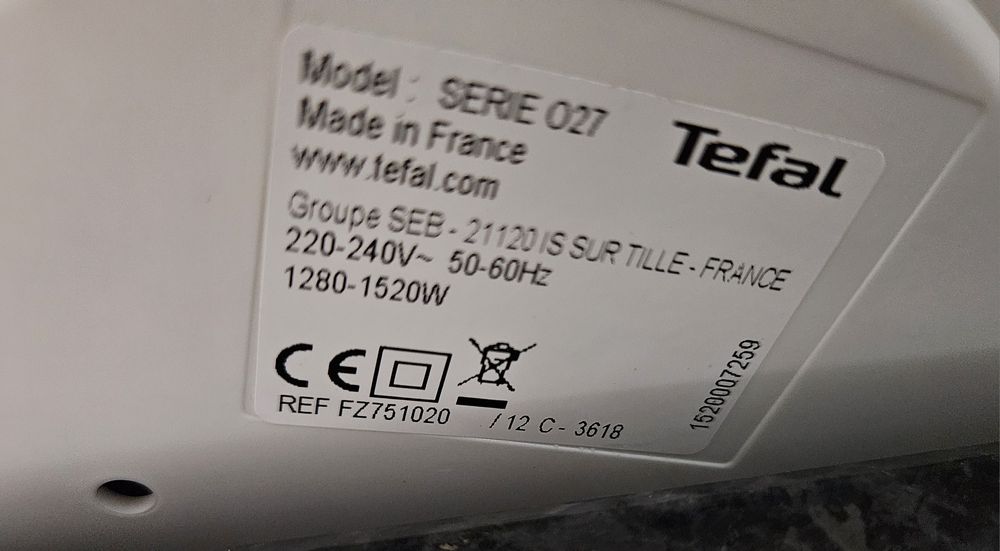 Model : SERIE O27
Made in France
www.tefal.com
Tefal
Groupe SEB - 21120 IS SUR TILLE - FRANCE
220-240V~ 50-60Hz
1280-1520W
CE
REF FZ751020 /12 C - 3618
1520007259